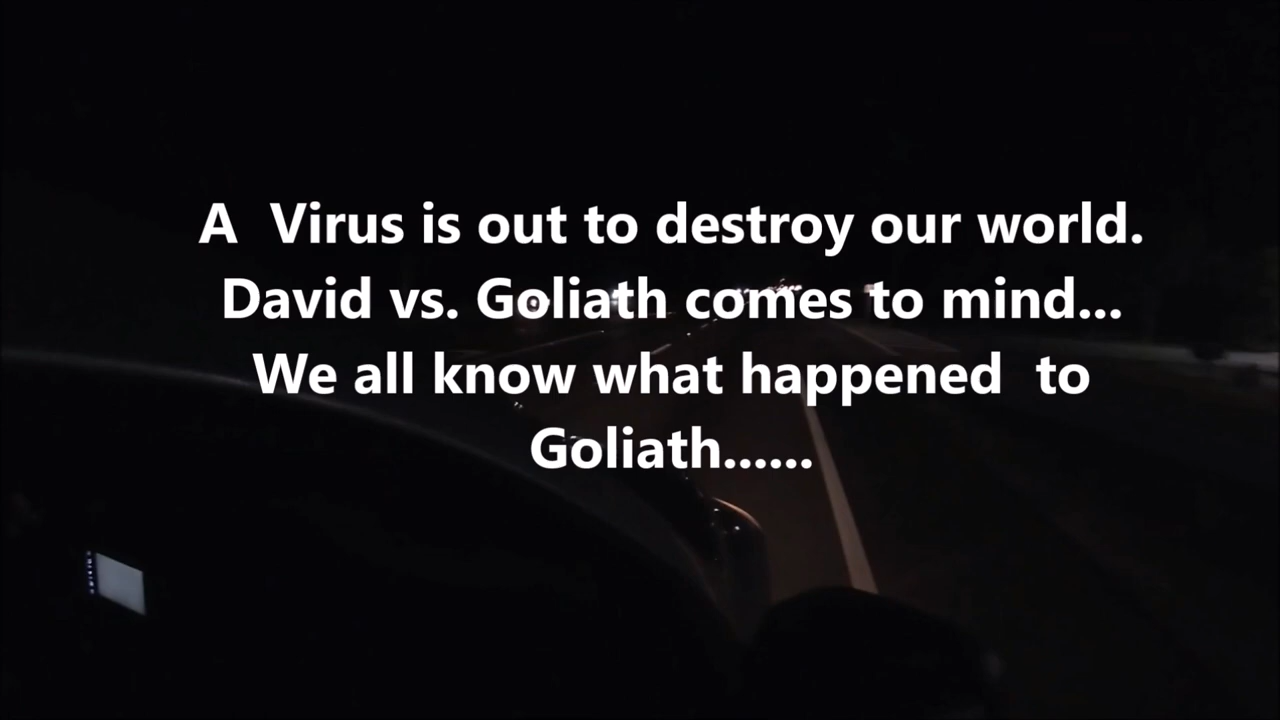 A  Virus is out to destroy our world.
David vs. Goliath comes to mind...
We all know what happened  to
Goliath......